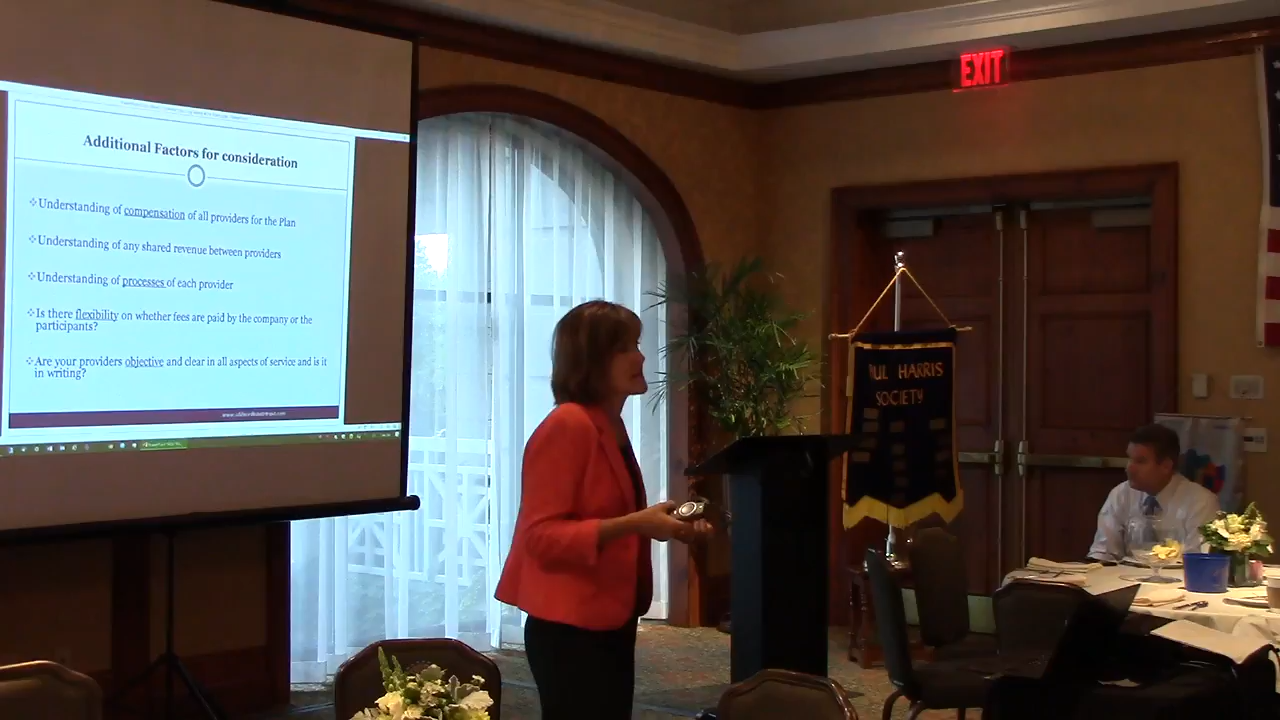 Additional Factors for consideration
❖Understanding of compensation of all providers for the Plan
❖Understanding of any shared revenue between providers
❖Understanding of processes of each provider
❖Is there flexibility on whether fees are paid by the company or the
participants?
❖Are your providers objective and clear in all aspects of service and is it
in writing?
EXIT
UL HARRIS
SOCIETY